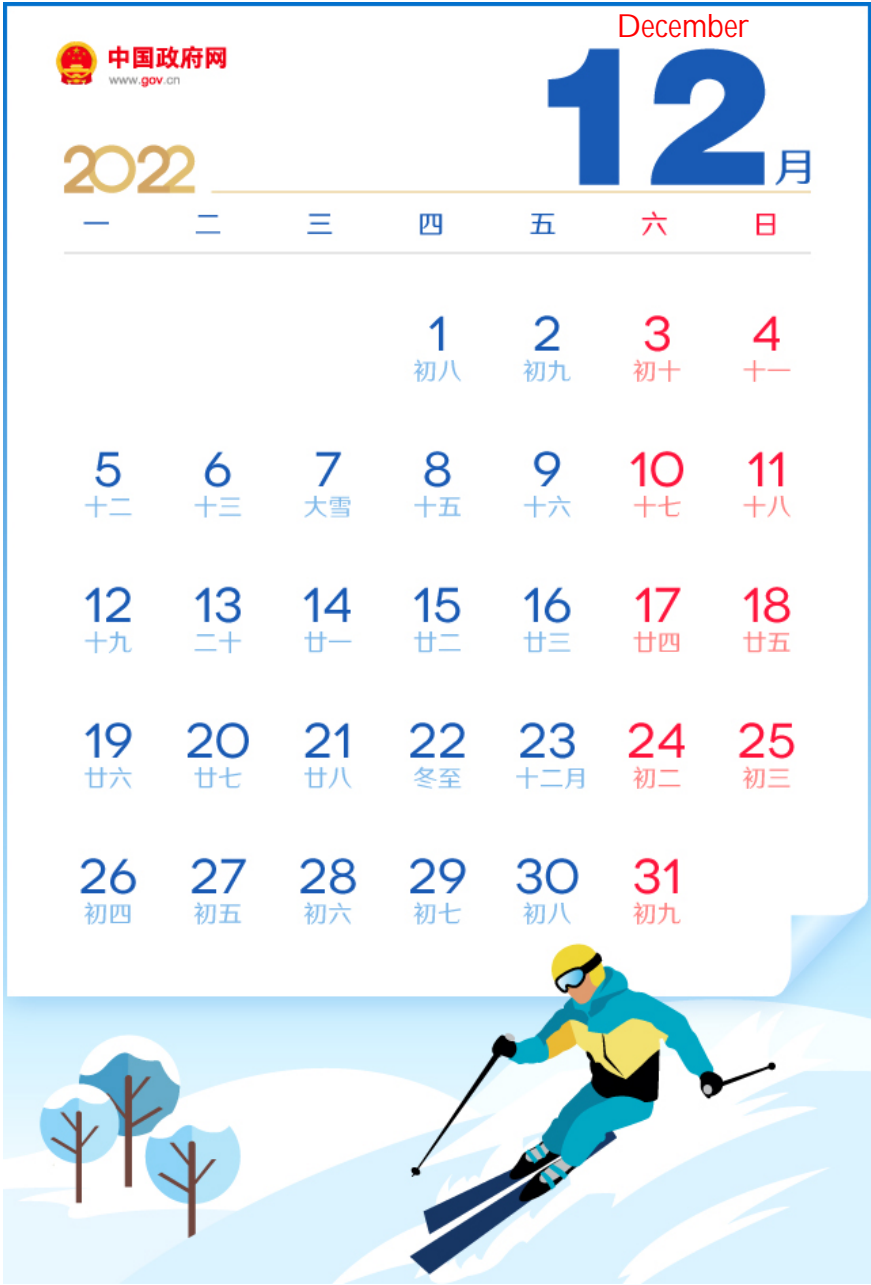 December
中国政府网
www.gov.cn
12月
2022
一 二 三 四 五 六 日
1 2 3 4
初八 初九 初十 十一
5 6 7 8 9 10 11
十二 十三 大雪 十五 十六 十七 十八
12 13 14 15 16 17 18
十九 二十 廿一 廿二 廿三 廿四 廿五
19 20 21 22 23 24 25
廿六 廿七 廿八 冬至 十二月 初二 初三
26 27 28 29 30 31
初四 初五 初六 初七 初八 初九